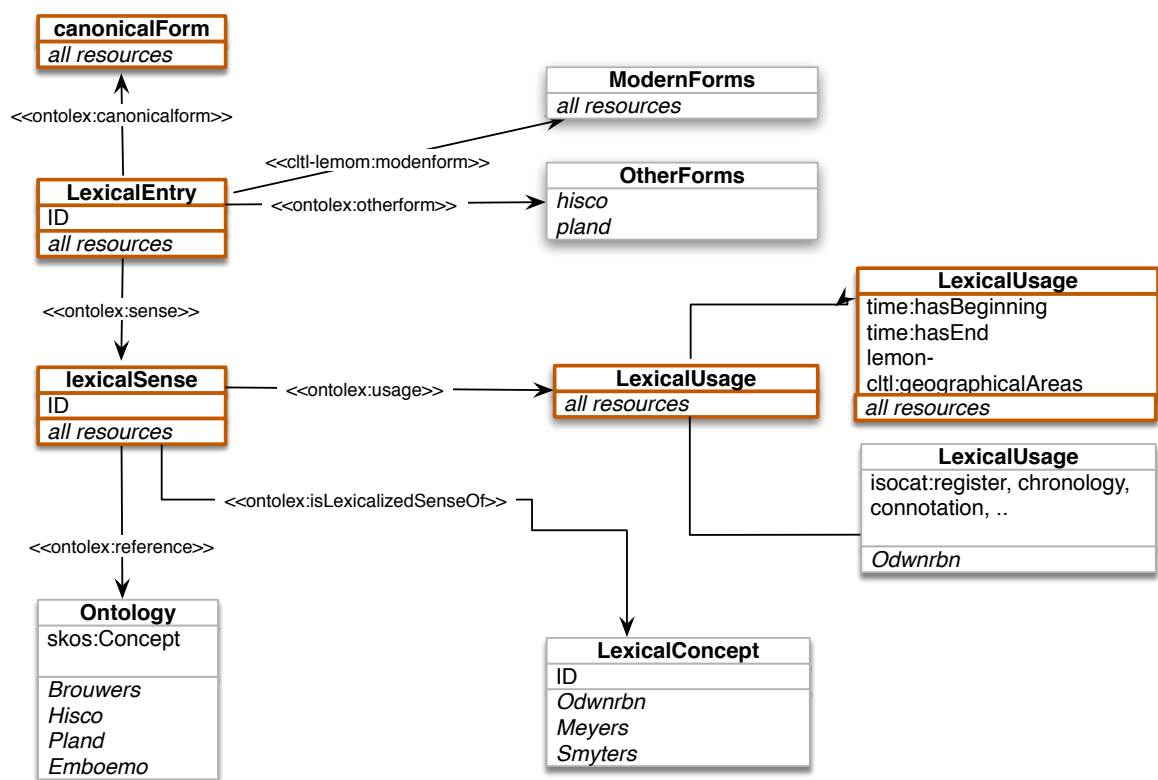 canonicalForm
all resources
<<ontolex:canonicalform>>
ModernForms
all resources
<<cltl-lemom:modenform>>
LexicalEntry
ID
all resources
<<ontolex:otherform>>
OtherForms
hisco
pland
<<ontolex:sense>>
lexicalSense
ID
all resources
<<ontolex:usage>>
LexicalUsage
all resources
LexicalUsage
time:hasBeginning
time:hasEnd
lemon-
cltl:geographicalAreas
all resources
LexicalUsage
isocat:register, chronology,
connotation, ..
Odwnrbn
<<ontolex:isLexicalizedSenseOf>>
<<ontolex:reference>>
Ontology
skos:Concept
Brouwers
Hisco
Pland
Emboemo
LexicalConcept
ID
Odwnrbn
Meyers
Smyters